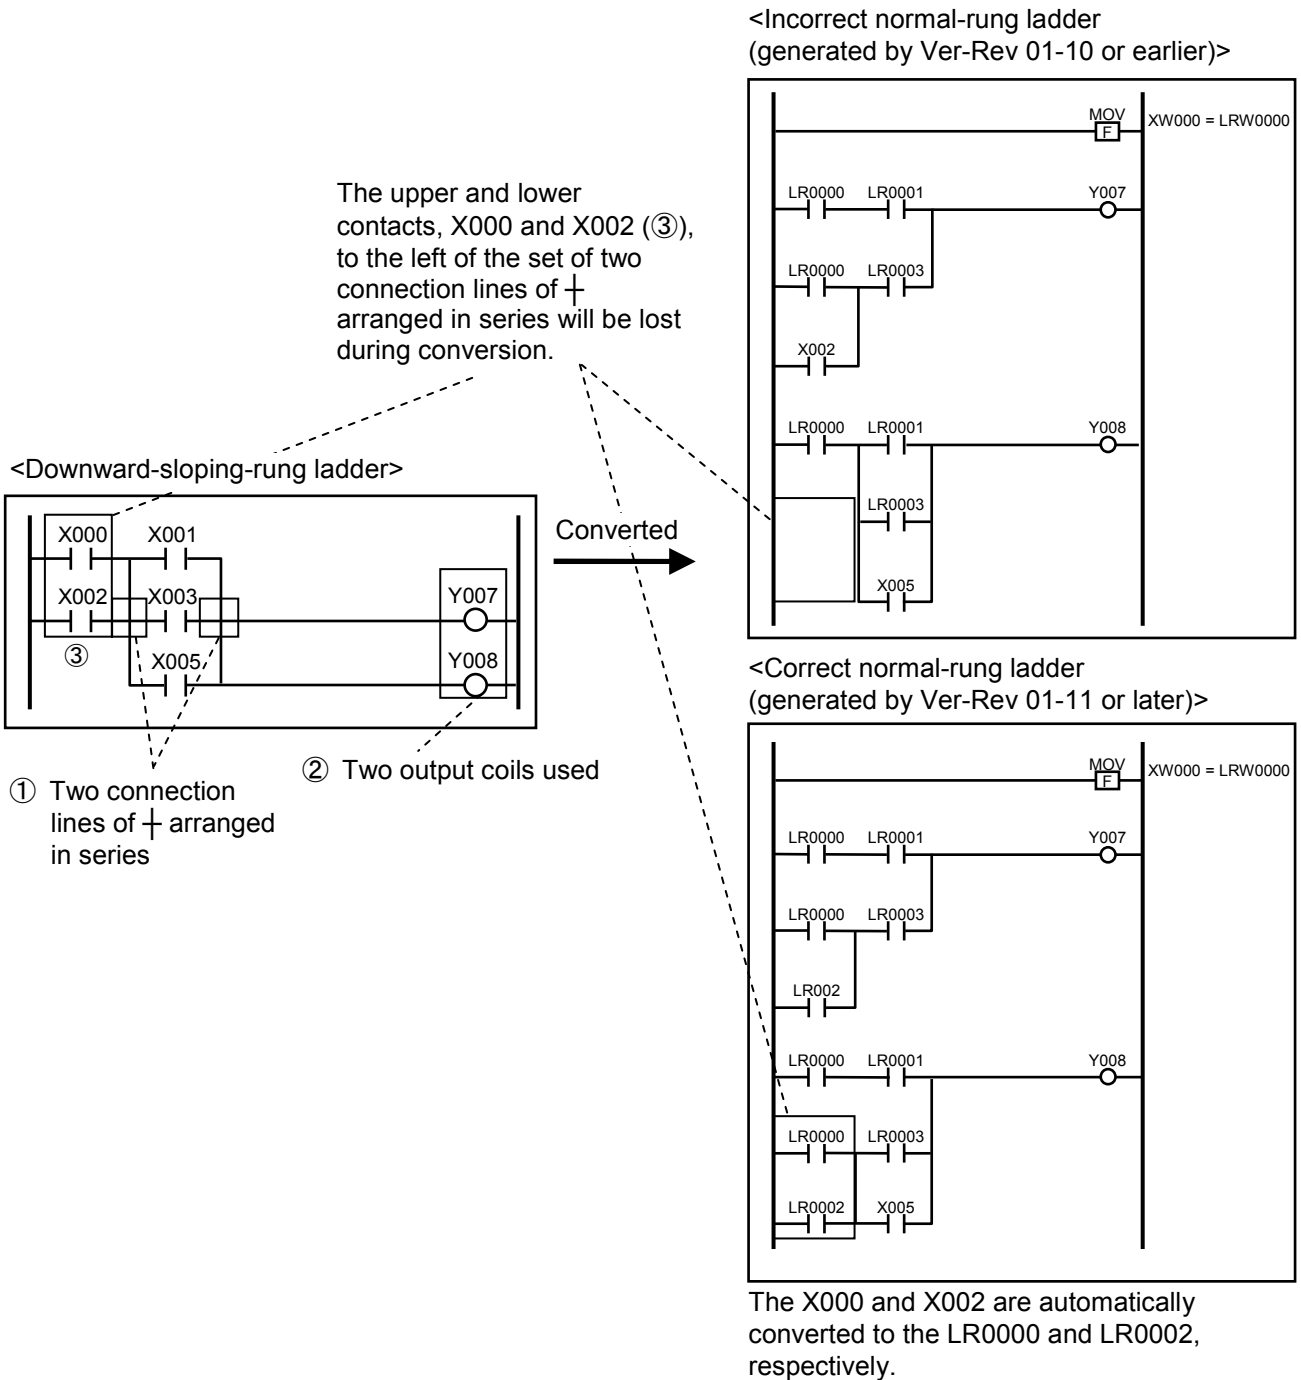 <Incorrect normal-rung ladder
(generated by Ver-Rev 01-10 or earlier)>
MOV
F
XW000 = LRW0000
LR0000 LR0001 Y007
LR0000 LR0003
X002
LR0000 LR0001 Y008
LR0003
X005
The upper and lower
contacts, X000 and X002 (③),
to the left of the set of two
connection lines of ┼
arranged in series will be lost
during conversion.
<Downward-sloping-rung ladder>
X000 X001
X002 X003 Y007
③ X005 Y008
Converted
① Two connection
lines of ┼ arranged
in series
② Two output coils used
<Correct normal-rung ladder
(generated by Ver-Rev 01-11 or later)>
MOV
F
XW000 = LRW0000
LR0000 LR0001 Y007
LR0000 LR0003
LR002
LR0000 LR0001 Y008
LR0000 LR0003
LR0002 X005
The X000 and X002 are automatically
converted to the LR0000 and LR0002,
respectively.